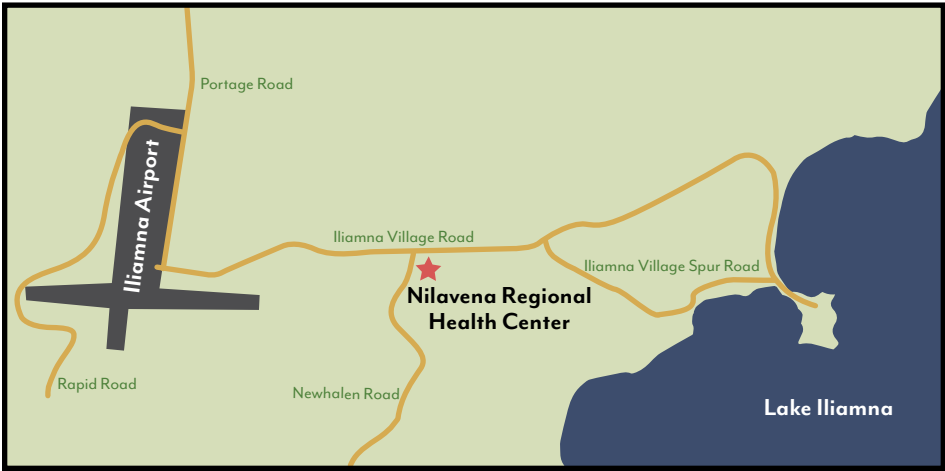 Portage Road
Iliamna Airport
Iliamna Village Road
Iliamna Village Spur Road
Nilavena Regional
Health Center
Rapid Road
Newhalen Road
Lake Iliamna